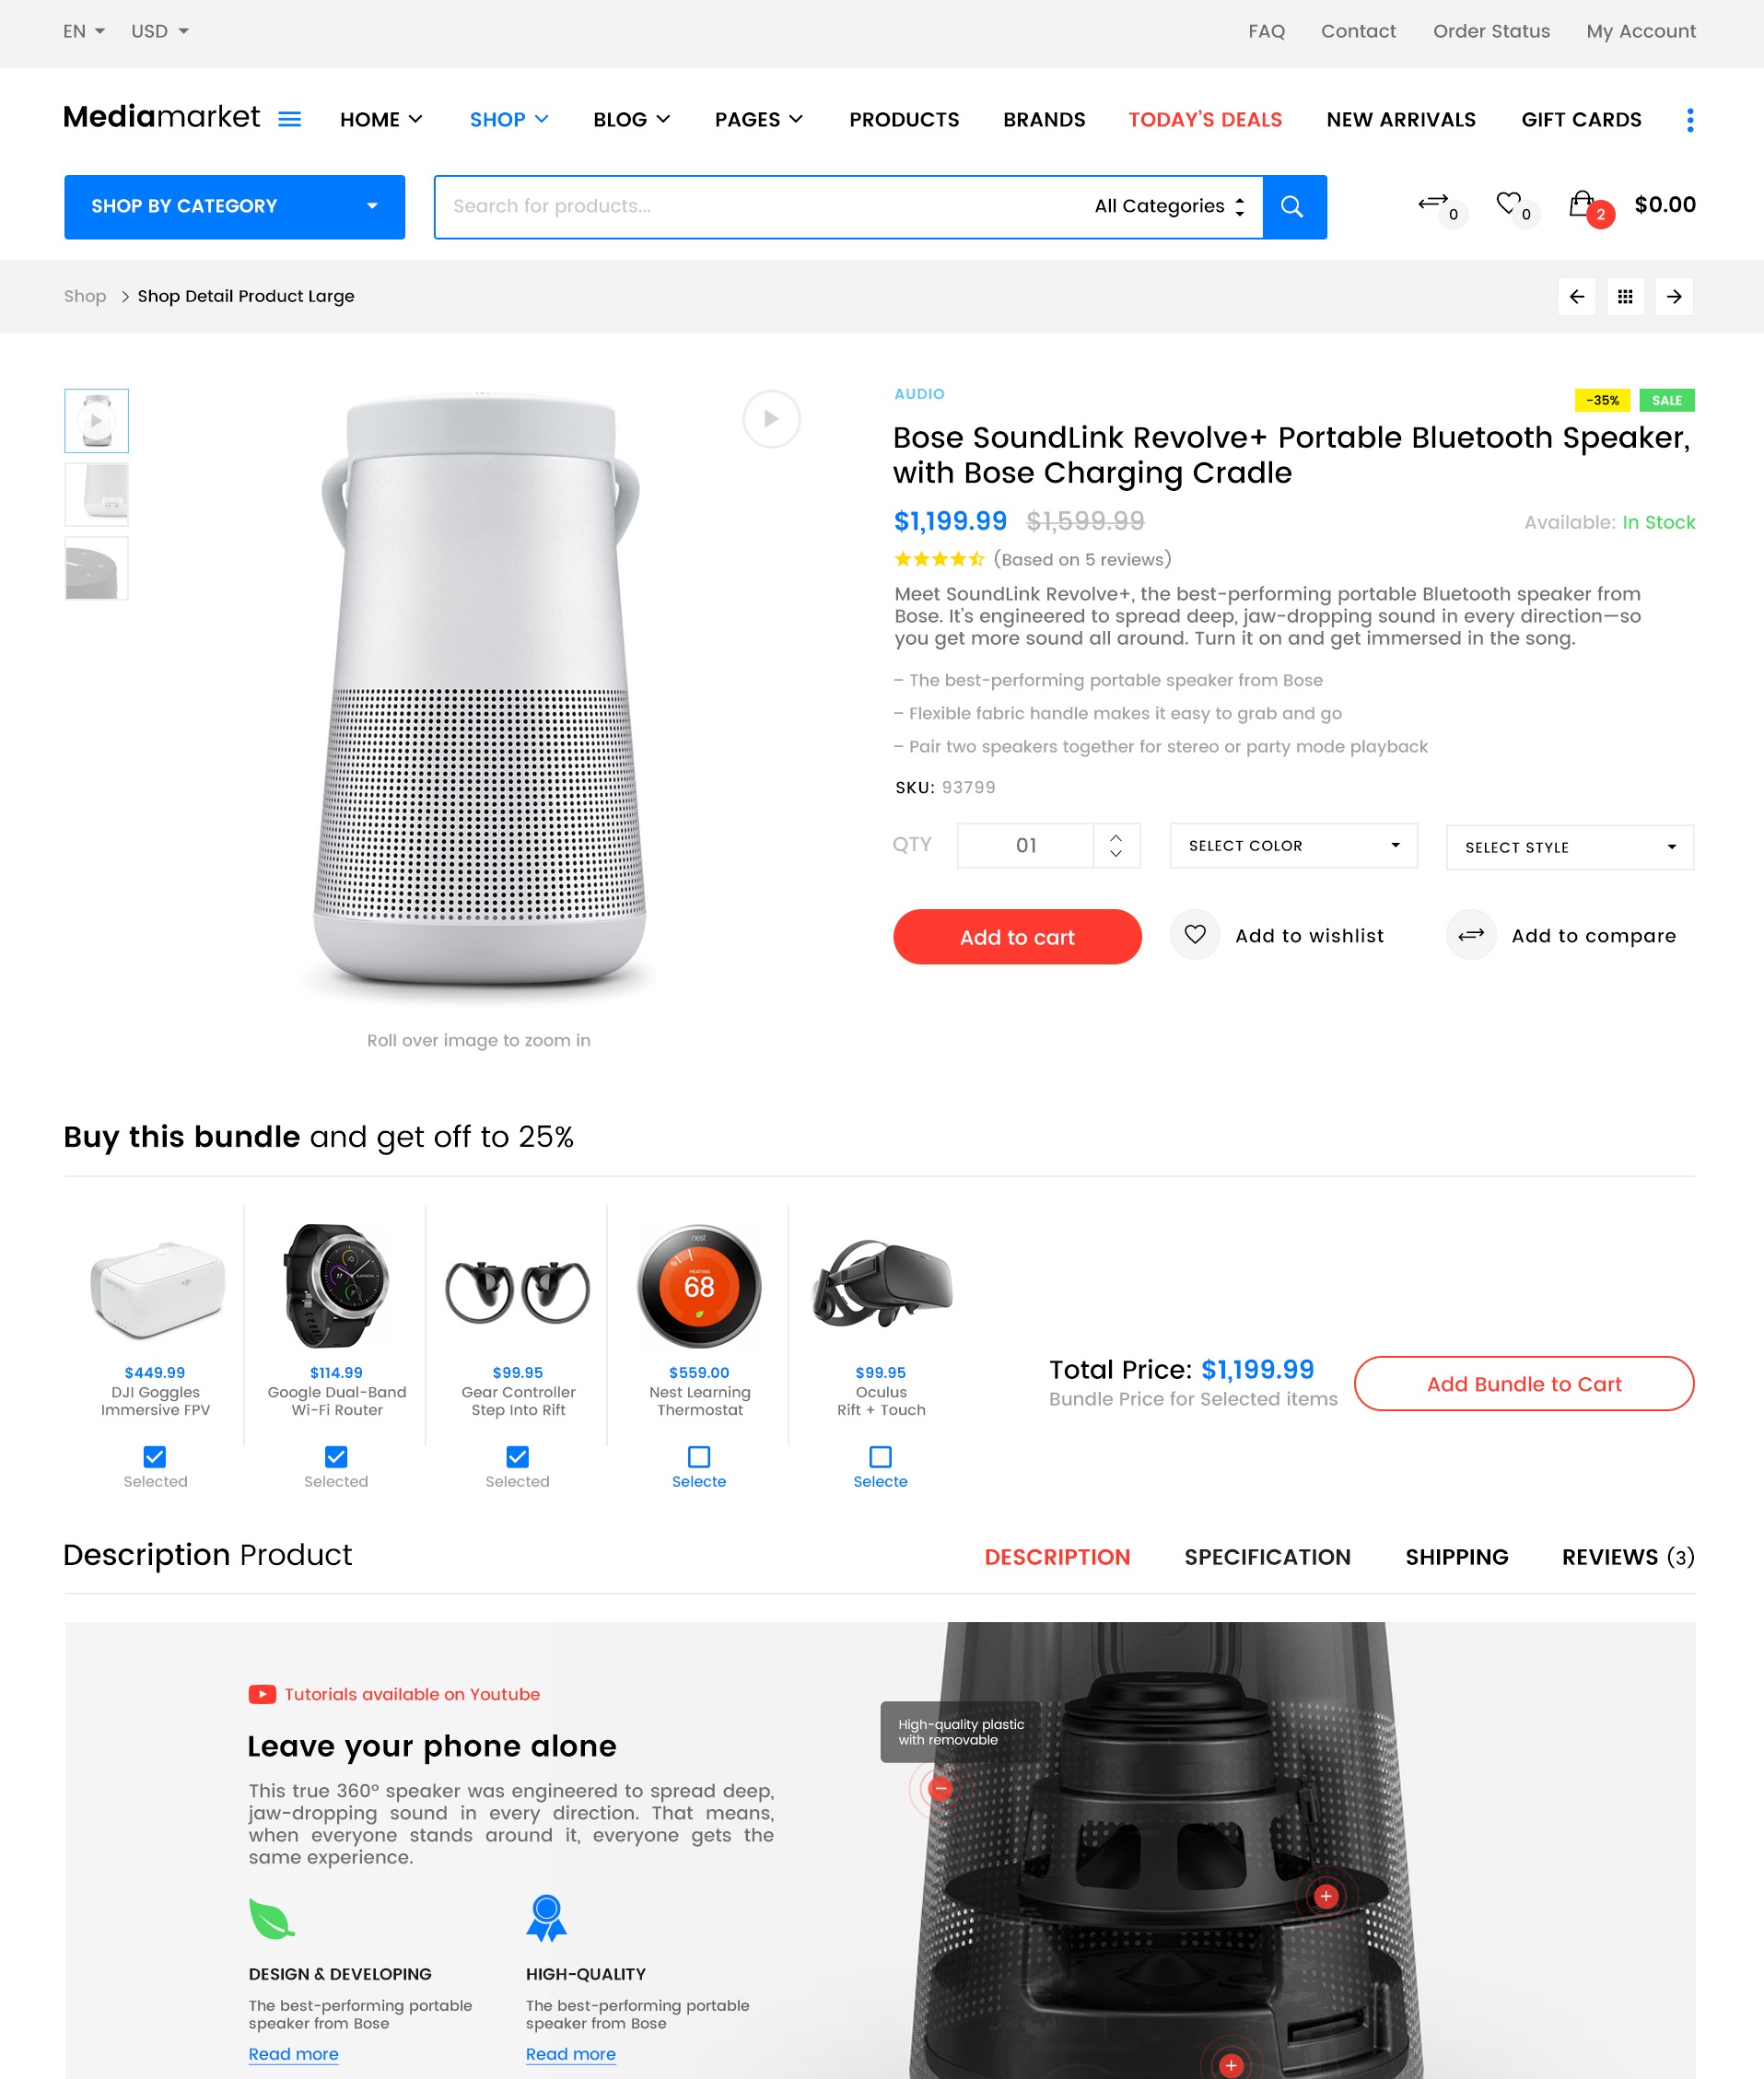 EN USD FAQ Contact Order Status My Account
Mediamarket HOME SHOP BLOG PAGES PRODUCTS BRANDS TODAY'S DEALS NEW ARRIVALS GIFT CARDS
SHOP BY CATEGORY Search for products... All Categories 0 0 2 $0.00
Shop Shop Detail Product Large
AUDIO -35% SALE
Bose SoundLink Revolve+ Portable Bluetooth Speaker,
with Bose Charging Cradle
$1,199.99 $1,599.99 Available: In Stock
(Based on 5 reviews)
Meet SoundLink Revolve+, the best-performing portable Bluetooth speaker from
Bose. It's engineered to spread deep, jaw-dropping sound in every direction—so
you get more sound all around. Turn it on and get immersed in the song.
– The best-performing portable speaker from Bose
– Flexible fabric handle makes it easy to grab and go
– Pair two speakers together for stereo or party mode playback
SKU: 93799
QTY 01 SELECT COLOR SELECT STYLE
Add to cart Add to wishlist Add to compare
Roll over image to zoom in
Buy this bundle and get off to 25%
nest
HEATING
68
$449.99
DJI Goggles
Immersive FPV
Selected
$114.99
Google Dual-Band
Wi-Fi Router
Selected
$99.95
Gear Controller
Step Into Rift
Selected
$559.00
Nest Learning
Thermostat
Selecte
$99.95
Oculus
Rift + Touch
Selecte
Total Price: $1,199.99
Bundle Price for Selected items
Add Bundle to Cart
Description Product DESCRIPTION SPECIFICATION SHIPPING REVIEWS (3)
Tutorials available on Youtube
Leave your phone alone
This true 360º speaker was engineered to spread deep,
jaw-dropping sound in every direction. That means,
when everyone stands around it, everyone gets the
same experience.
DESIGN & DEVELOPING
The best-performing portable
speaker from Bose
Read more
HIGH-QUALITY
The best-performing portable
speaker from Bose
Read more
High-quality plastic
with removable